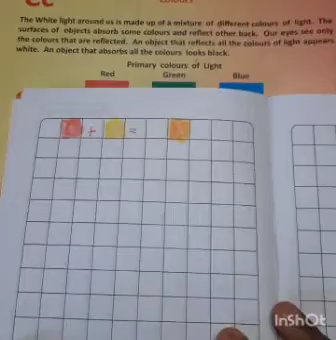 Colours
The White light around us is made up of a mixture of different colours of light. The
surfaces of objects absorb some colours and reflect other back. Our eyes see only
the colours that are reflected. An object that reflects all the colours of light appears
white. An object that absorbs all the colours looks black.
Primary colours of Light
Red Green Blue
+ =
InShOt